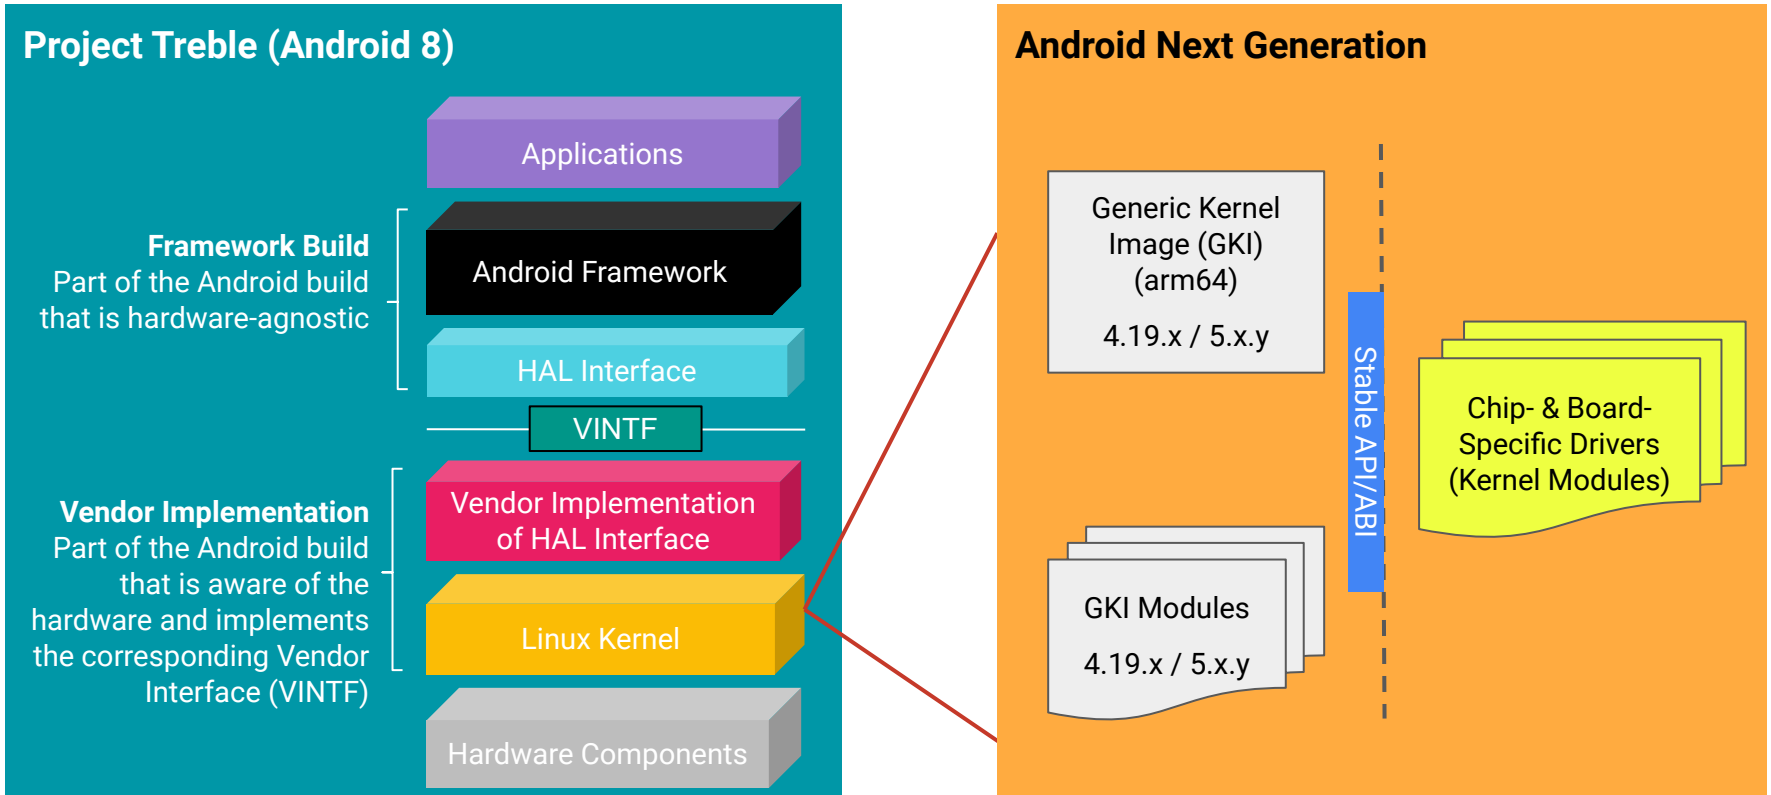 Project Treble (Android 8)
Applications
Framework Build
Part of the Android build
that is hardware-agnostic
Android Framework
HAL Interface
VINTF
Vendor Implementation
Part of the Android build
that is aware of the
hardware and implements
the corresponding Vendor
Interface (VINTF)
Vendor Implementation
of HAL Interface
Linux Kernel
Hardware Components
Android Next Generation
Generic Kernel
Image (GKI)
(arm64)
4.19.x / 5.x.y
GKI Modules
4.19.x / 5.x.y
Stable API/ABI
Chip- & Board-
Specific Drivers
(Kernel Modules)